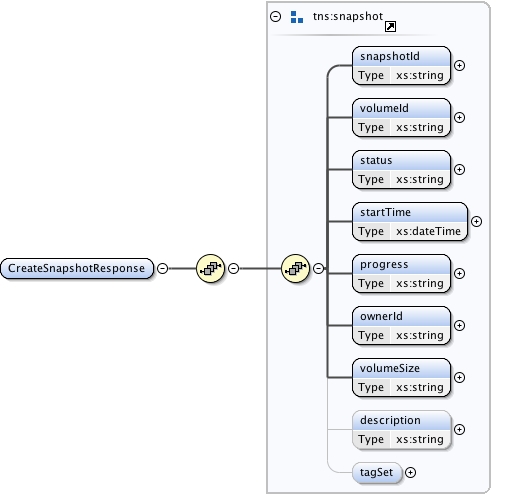 tns:snapshot
snapshotId
Type xs:string
volumeId
Type xs:string
status
Type xs:string
startTime
Type xs:dateTime
CreateSnapshotResponse
progress
Type xs:string
ownerId
Type xs:string
volumeSize
Type xs:string
description
Type xs:string
tagSet